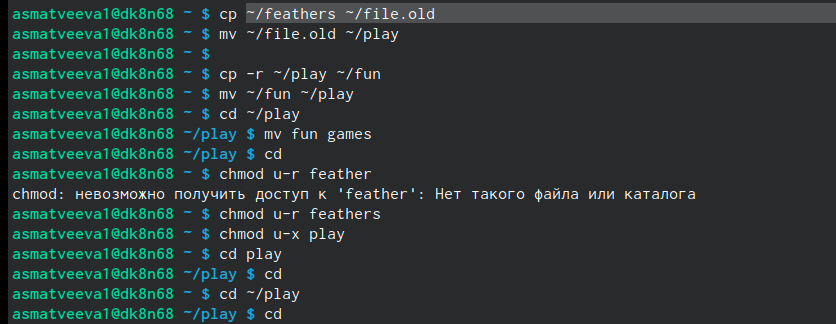 asmatveeva1@dk8n68 ~ $ cp ~/feathers ~/file.old
asmatveeva1@dk8n68 ~ $ mv ~/file.old ~/play
asmatveeva1@dk8n68 ~ $
asmatveeva1@dk8n68 ~ $ cp -r ~/play ~/fun
asmatveeva1@dk8n68 ~ $ mv ~/fun ~/play
asmatveeva1@dk8n68 ~ $ cd ~/play
asmatveeva1@dk8n68 ~/play $ mv fun games
asmatveeva1@dk8n68 ~/play $ cd
asmatveeva1@dk8n68 ~ $ chmod u-r feather
chmod: невозможно получить доступ к 'feather': Нет такого файла или каталога
asmatveeva1@dk8n68 ~ $ chmod u-r feathers
asmatveeva1@dk8n68 ~ $ chmod u-x play
asmatveeva1@dk8n68 ~ $ cd play
asmatveeva1@dk8n68 ~/play $ cd
asmatveeva1@dk8n68 ~ $ cd ~/play
asmatveeva1@dk8n68 ~/play $ cd